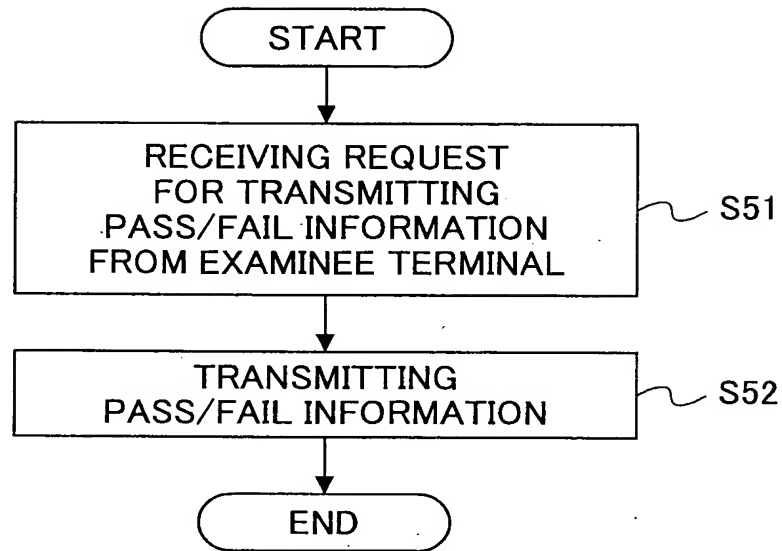 START
RECEIVING REQUEST
FOR TRANSMITTING
PASS/FAIL INFORMATION
FROM EXAMINEE TERMINAL
S51
TRANSMITTING
PASS/FAIL INFORMATION
S52
END